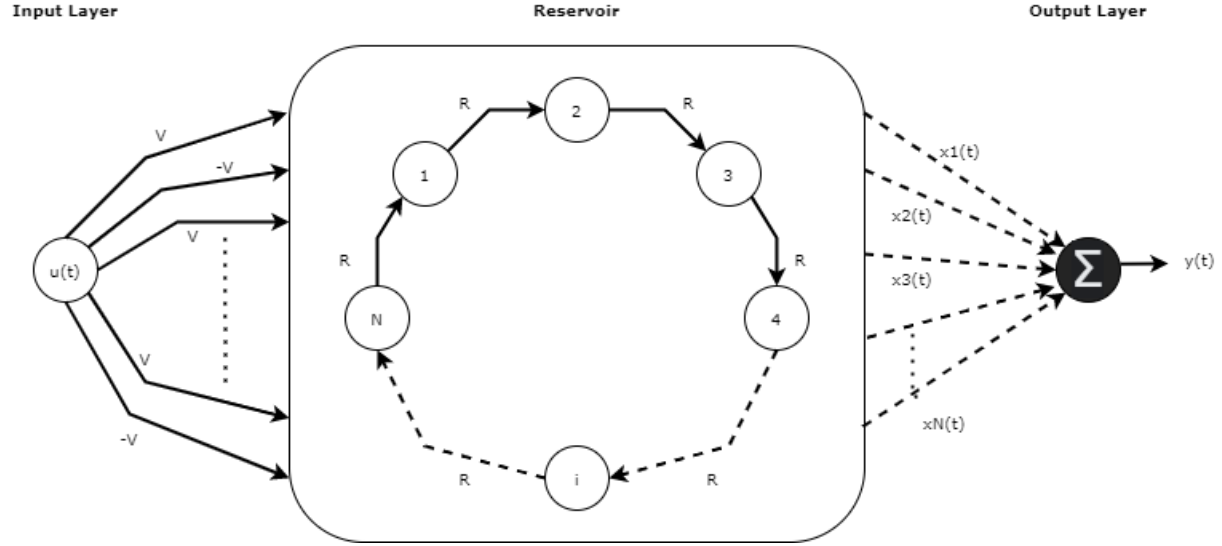 Input Layer
Reservoir
Output Layer
V
-V
V
V
-V
u(t)
R
R
R
R
R
R
R
1
2
3
4
i
N
x1(t)
x2(t)
x3(t)
xN(t)
Σ
y(t)